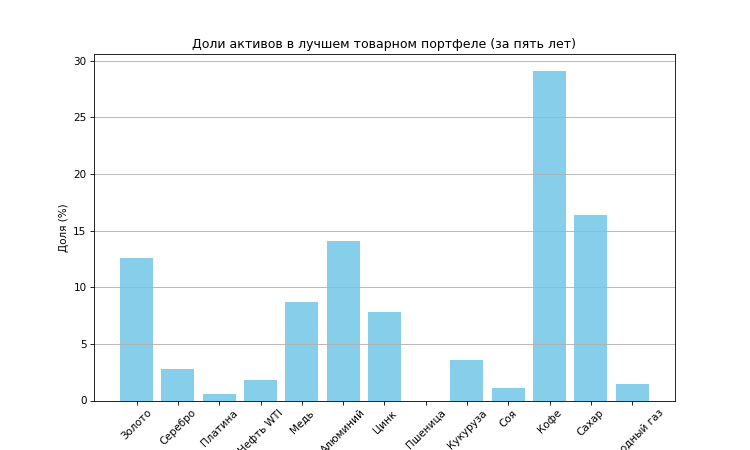 Доли активов в лучшем товарном портфеле (за пять лет)
Доля (%)
30
25
20
15
10
5
0
Золото
Серебро
Платина
Нефть WTI
Медь
Алюминий
Цинк
Пшеница
Кукуруза
Соя
Кофе
Сахар
газ